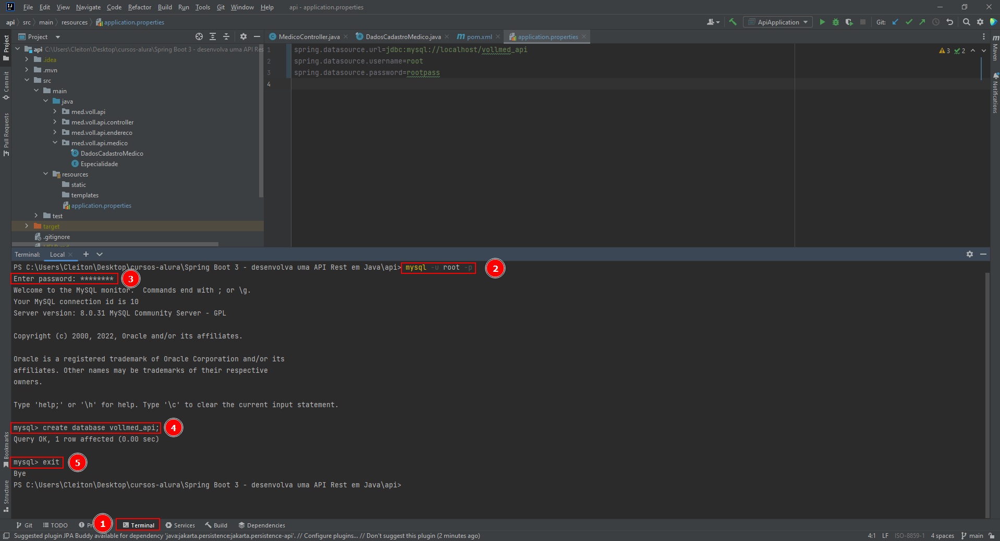 File Edit View Navigate Code Refactor Build Run Tools Git Window Help api - application.properties
api src main resources application.properties ApiApplication Git:
Project
MedicoController.java DadosCadastroMedico.java pom.xml application.properties
api C:\Users\Cleiton\Desktop\cursos-alura\Spring Boot 3 - desenvolva uma API Res
.idea
.mvn
src
main
java
med.voll.api
med.voll.api.controller
med.voll.api.endereco
med.voll.api.medico
DadosCadastroMedico
Especialidade
resources
static
templates
application.properties
test
target
.gitignore
1 spring.datasource.url=jdbc:mysql://localhost/vollmed_api
2 spring.datasource.username=root
3 spring.datasource.password=rootpass
4
3 2
Project
Commit
Pull Requests
Bookmarks
Structure
Maven
Notifications
Terminal: Local
PS C:\Users\Cleiton\Desktop\cursos-alura\Spring Boot 3 - desenvolva uma API Rest em Java\api> mysql -u root -p
2
Enter password: ********
3
Welcome to the MySQL monitor.  Commands end with ; or \g.
Your MySQL connection id is 10
Server version: 8.0.31 MySQL Community Server - GPL
Copyright (c) 2000, 2022, Oracle and/or its affiliates.
Oracle is a registered trademark of Oracle Corporation and/or its
affiliates. Other names may be trademarks of their respective
owners.
Type 'help;' or '\h' for help. Type '\c' to clear the current input statement.
mysql> create database vollmed_api;
4
Query OK, 1 row affected (0.00 sec)
mysql> exit
5
Bye
PS C:\Users\Cleiton\Desktop\cursos-alura\Spring Boot 3 - desenvolva uma API Rest em Java\api>
Git TODO 1 Terminal Services Build Dependencies
Suggested plugin JPA Buddy available for dependency 'java:jakarta.persistence:jakarta.persistence-api'. // Configure plugins... // Don't suggest this plugin (2 minutes ago)
4:1 LF ISO-8859-1 4 spaces main